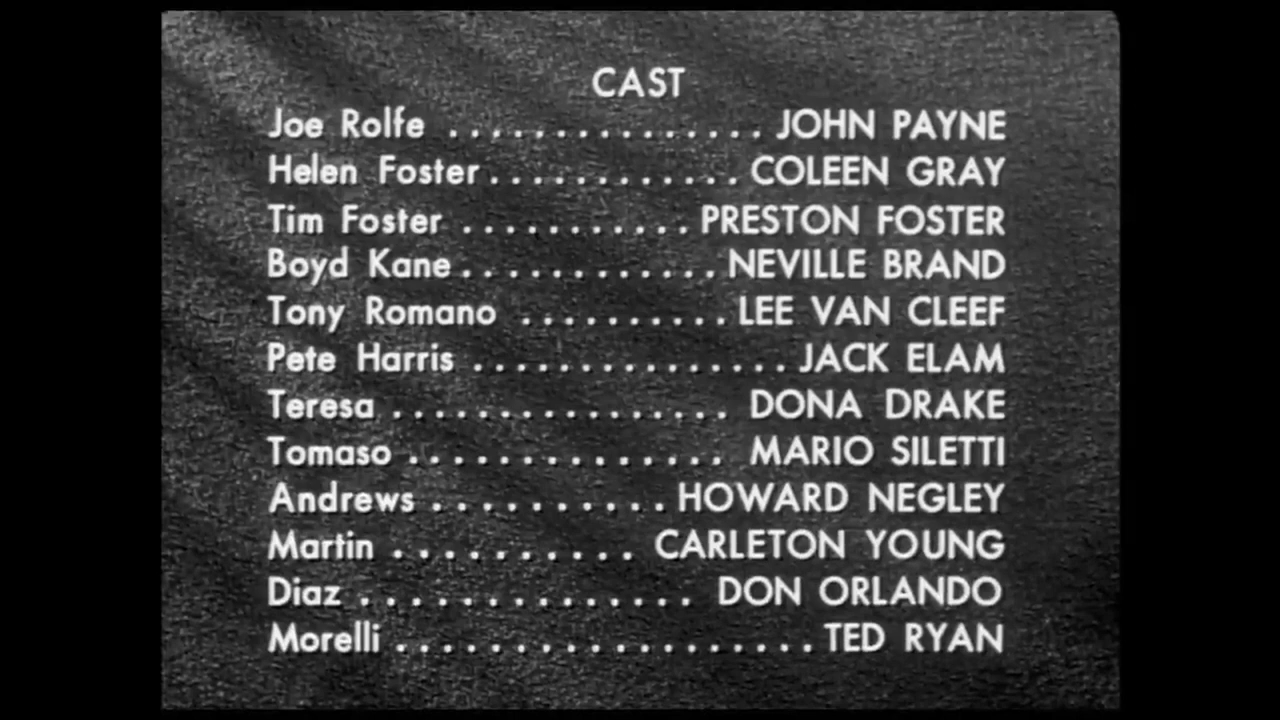 CAST
Joe Rolfe ............... JOHN PAYNE
Helen Foster ............ COLEEN GRAY
Tim Foster ........... PRESTON FOSTER
Boyd Kane ............ NEVILLE BRAND
Tony Romano .......... LEE VAN CLEEF
Pete Harris ............... JACK ELAM
Teresa ................ DONA DRAKE
Tomaso .............. MARIO SILETTI
Andrews ........... HOWARD NEGLEY
Martin ........... CARLETON YOUNG
Diaz .............. DON ORLANDO
Morelli .................. TED RYAN